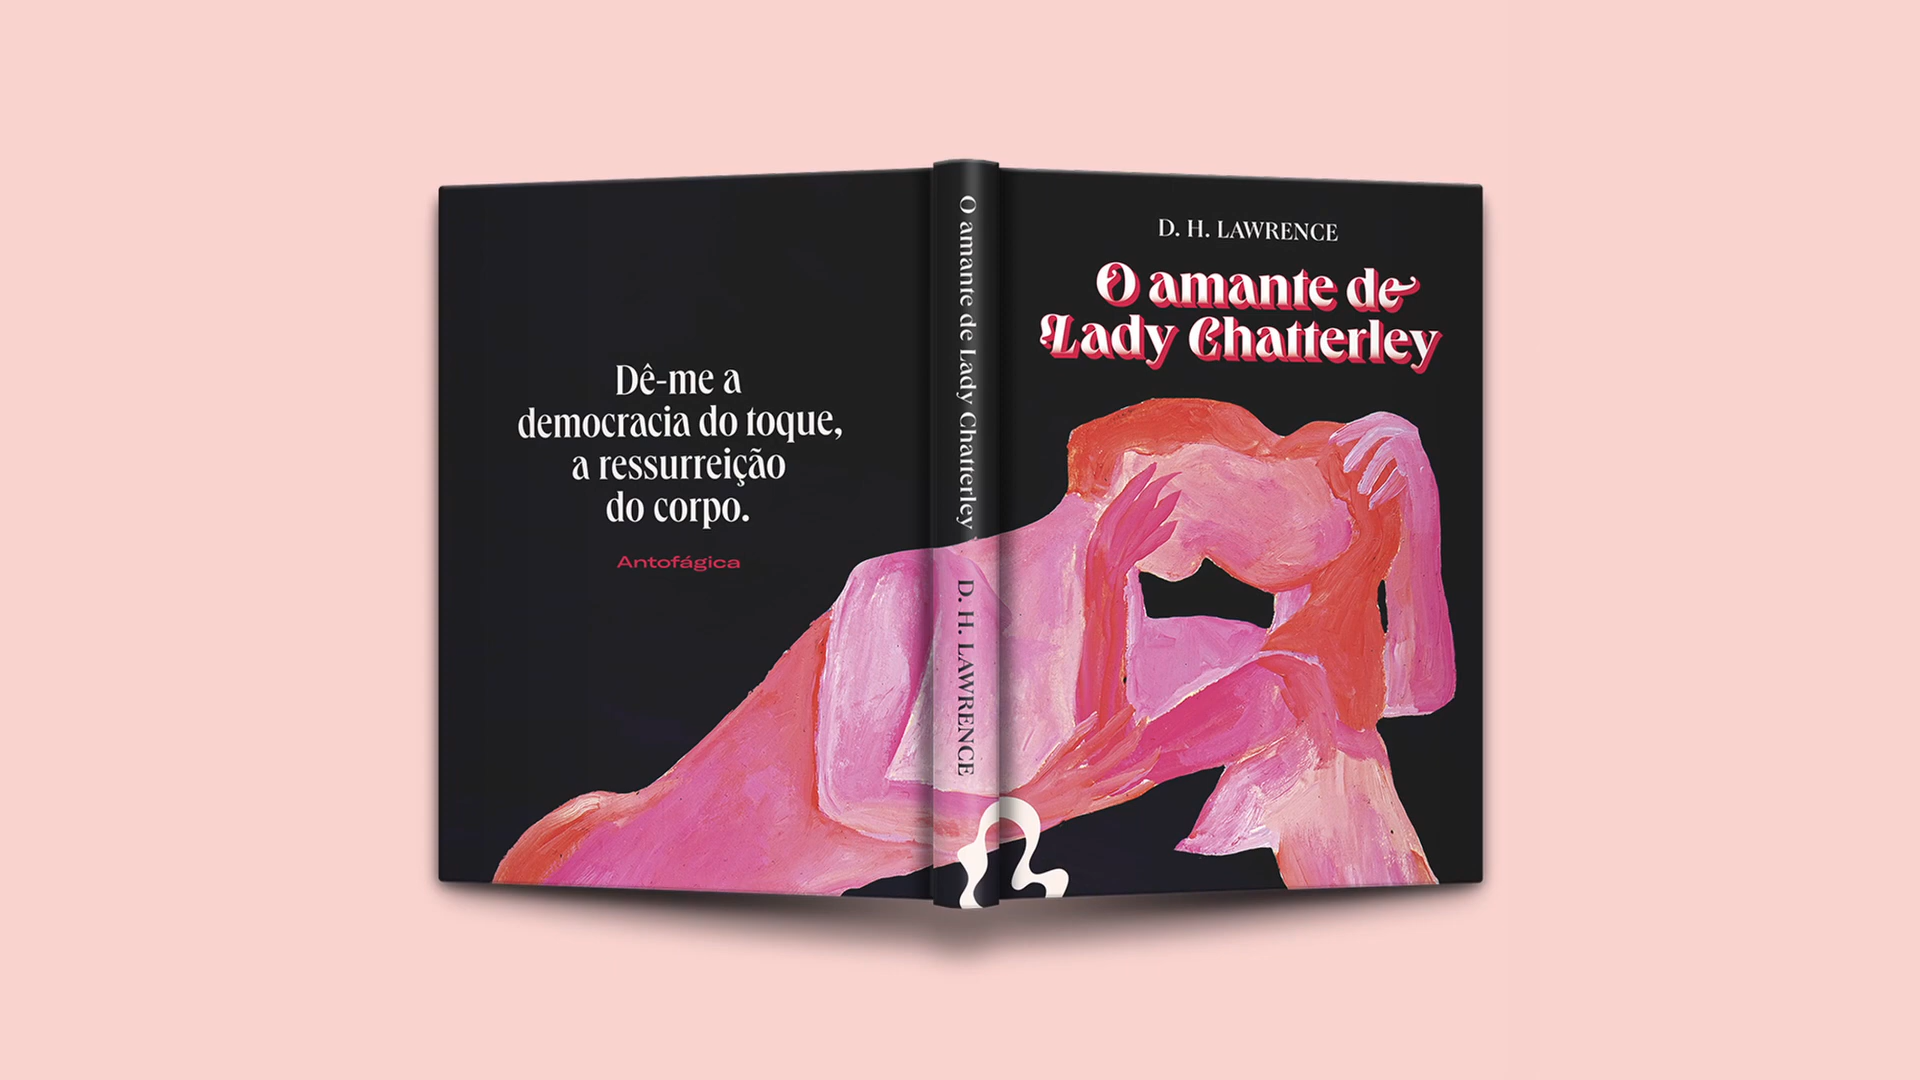 Dê-me a
democracia do toque,
a ressurreição
do corpo.
Antofágica
O amante de Lady Chatterley
D. H. LAWRENCE
D. H. LAWRENCE
O amante de
Lady Chatterley